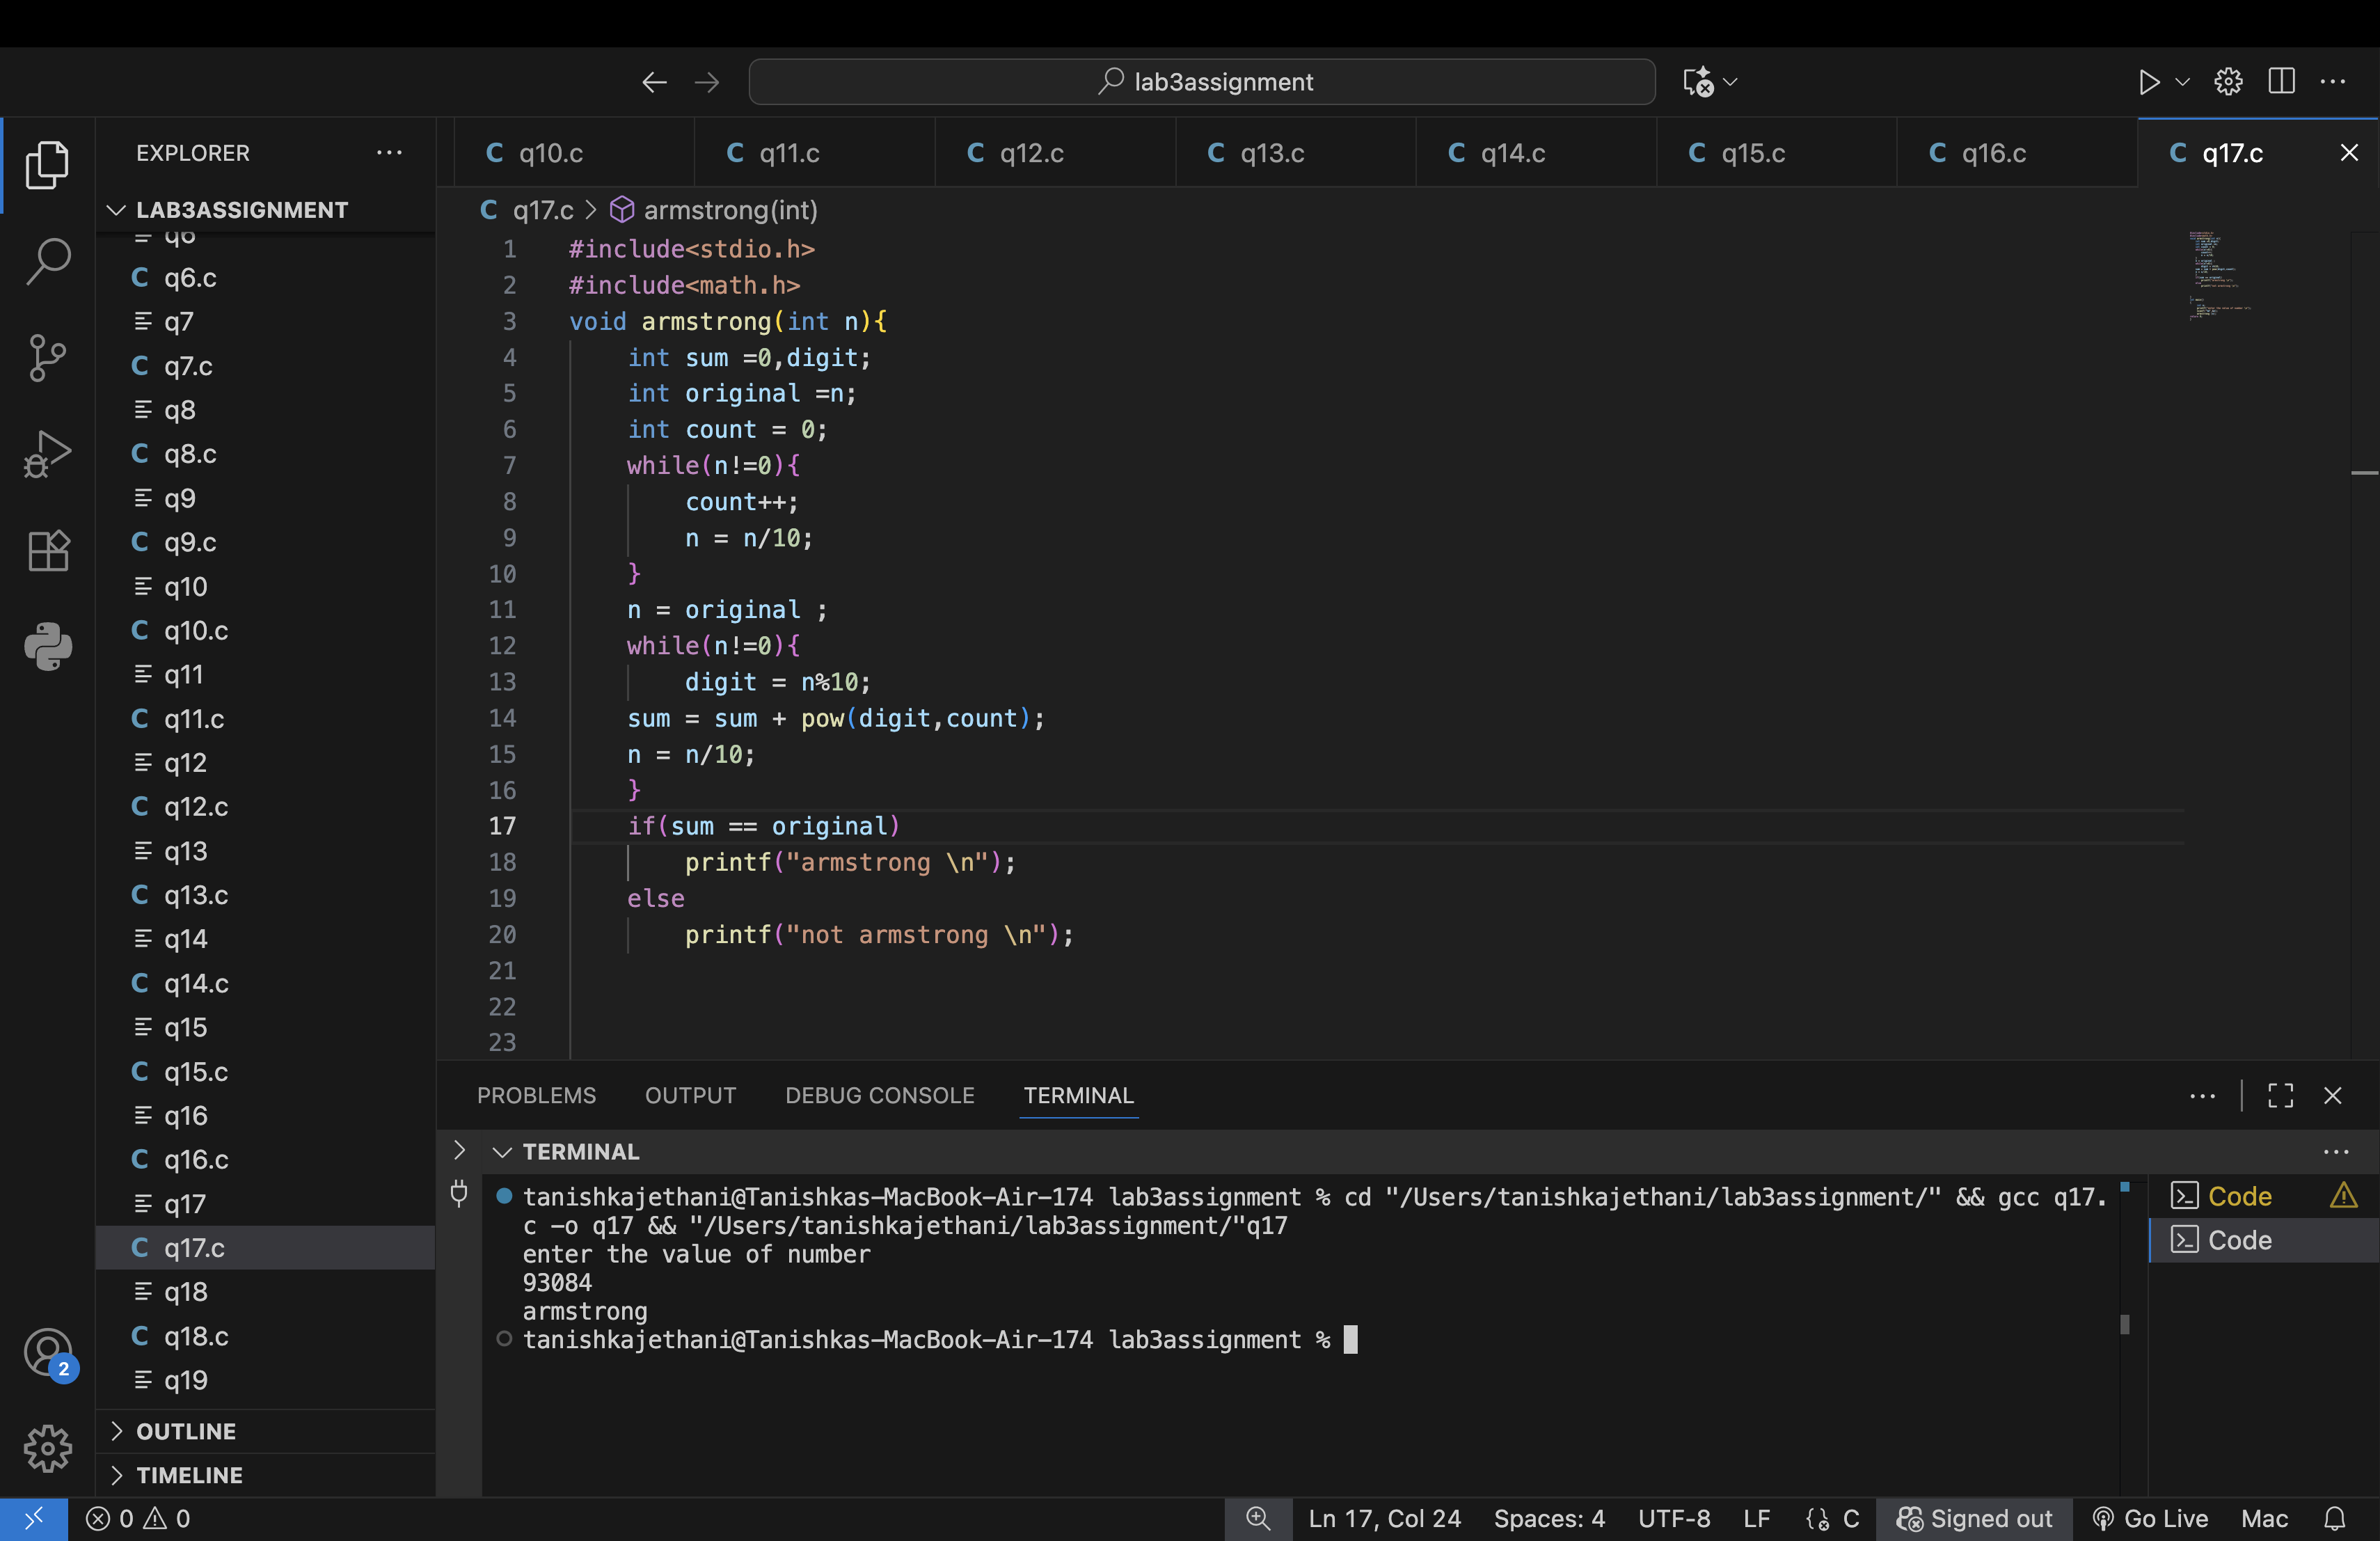 lab3assignment
EXPLORER
LAB3ASSIGNMENT
q6
C q6.c
q7
C q7.c
q8
C q8.c
q9
C q9.c
q10
C q10.c
q11
C q11.c
q12
C q12.c
q13
C q13.c
q14
C q14.c
q15
C q15.c
q16
C q16.c
q17
C q17.c
q18
C q18.c
q19
OUTLINE
TIMELINE
C q10.c C q11.c C q12.c C q13.c C q14.c C q15.c C q16.c C q17.c
C q17.c > armstrong(int)
1 #include<stdio.h>
2 #include<math.h>
3 void armstrong(int n){
4 int sum =0,digit;
5 int original =n;
6 int count = 0;
7 while(n!=0){
8 count++;
9 n = n/10;
10 }
11 n = original ;
12 while(n!=0){
13 digit = n%10;
14 sum = sum + pow(digit,count);
15 n = n/10;
16 }
17 if(sum == original)
18 printf("armstrong \n");
19 else
20 printf("not armstrong \n");
21
22
23
PROBLEMS OUTPUT DEBUG CONSOLE TERMINAL
TERMINAL
tanishkajethani@Tanishkas-MacBook-Air-174 lab3assignment % cd "/Users/tanishkajethani/lab3assignment/" && gcc q17.
c -o q17 && "/Users/tanishkajethani/lab3assignment/"q17
enter the value of number
93084
armstrong
tanishkajethani@Tanishkas-MacBook-Air-174 lab3assignment %
Code
Code
2
0 0 Ln 17, Col 24 Spaces: 4 UTF-8 LF C Signed out Go Live Mac